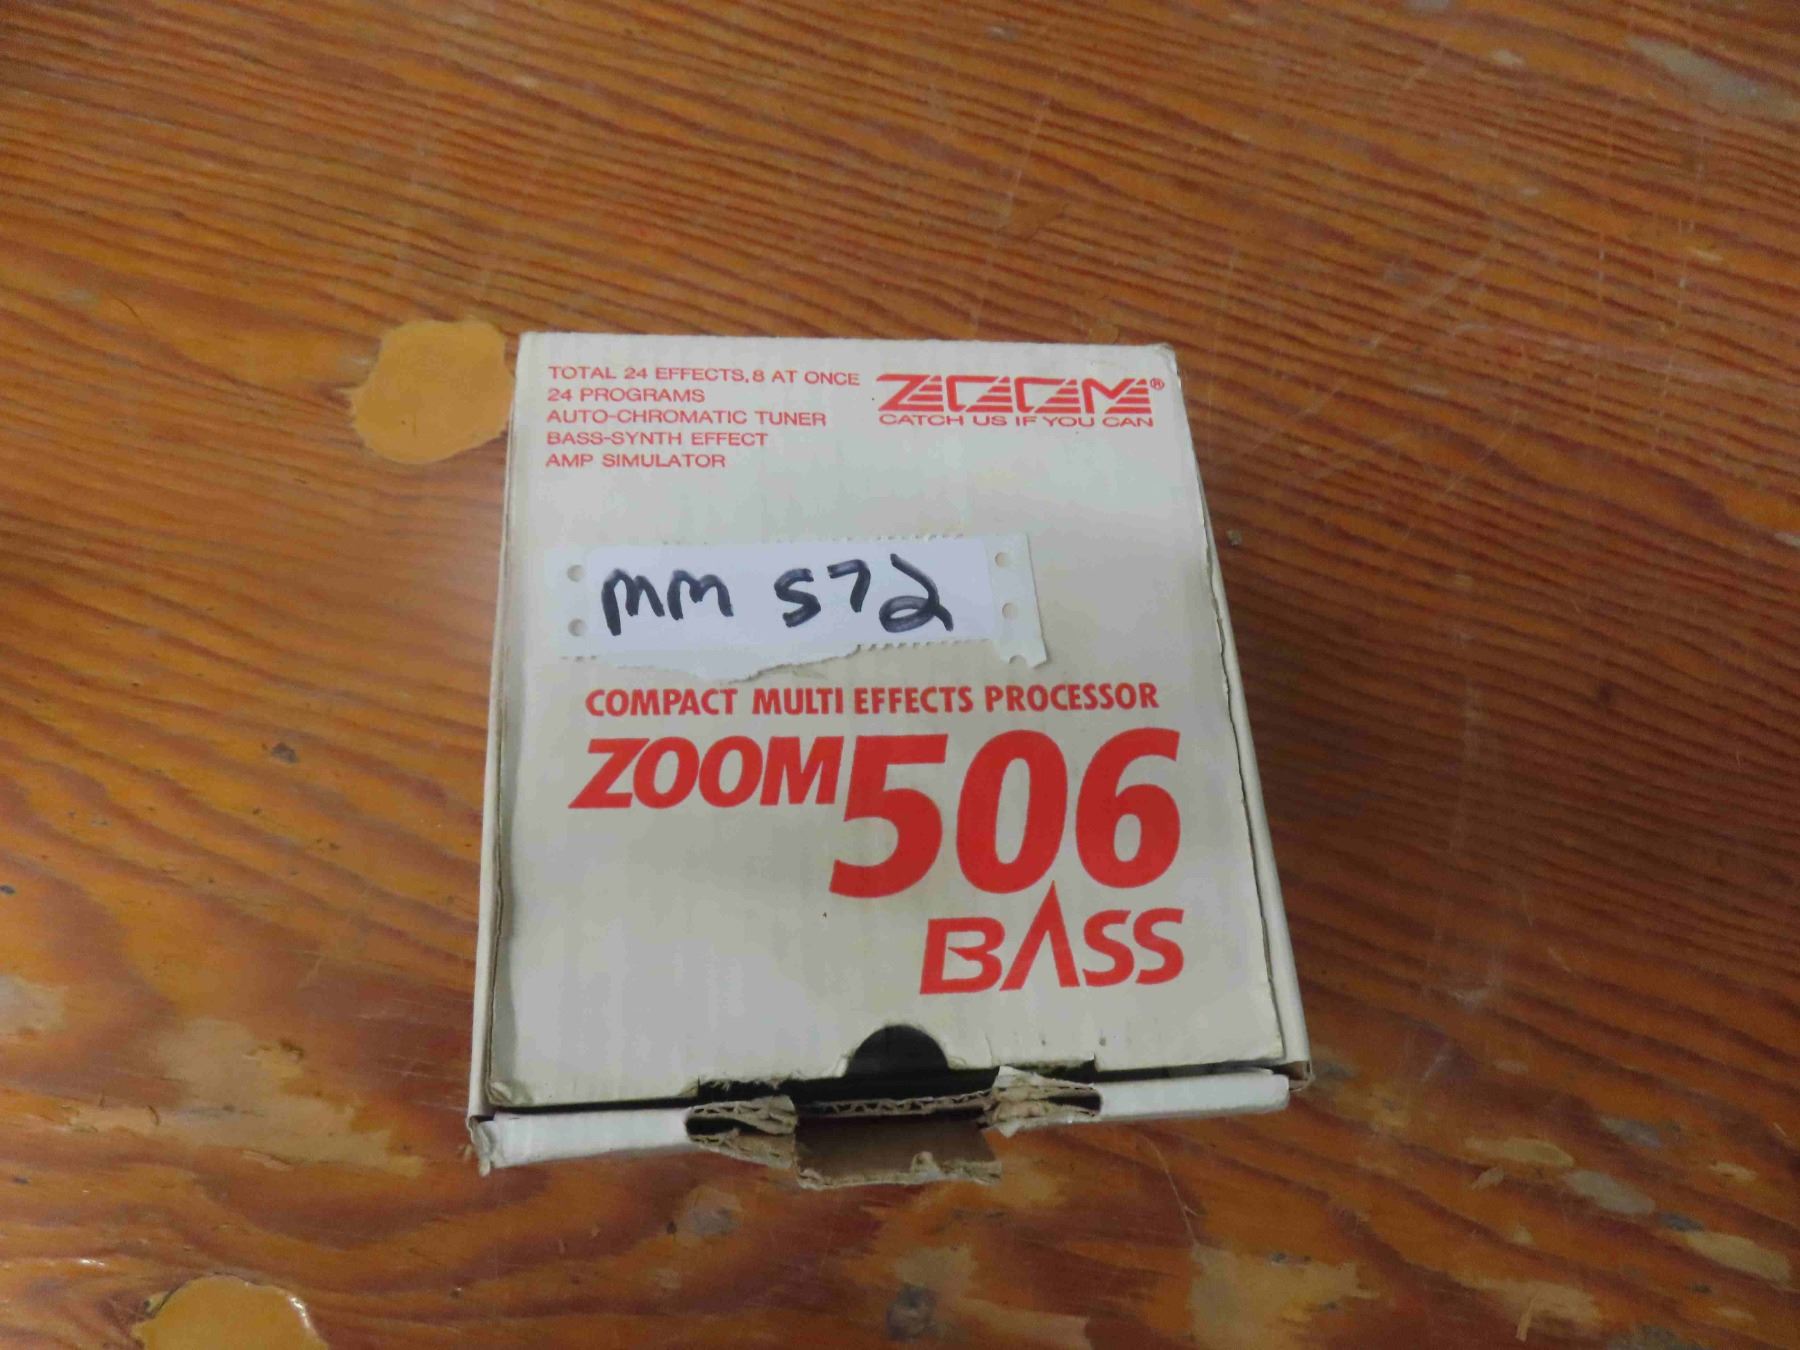 TOTAL 24 EFFECTS,8 AT ONCE
24 PROGRAMS
AUTO-CHROMATIC TUNER
BASS-SYNTH EFFECT
AMP SIMULATOR
ZOOM®
CATCH US IF YOU CAN
MM 572
COMPACT MULTI EFFECTS PROCESSOR
ZOOM 506
BASS